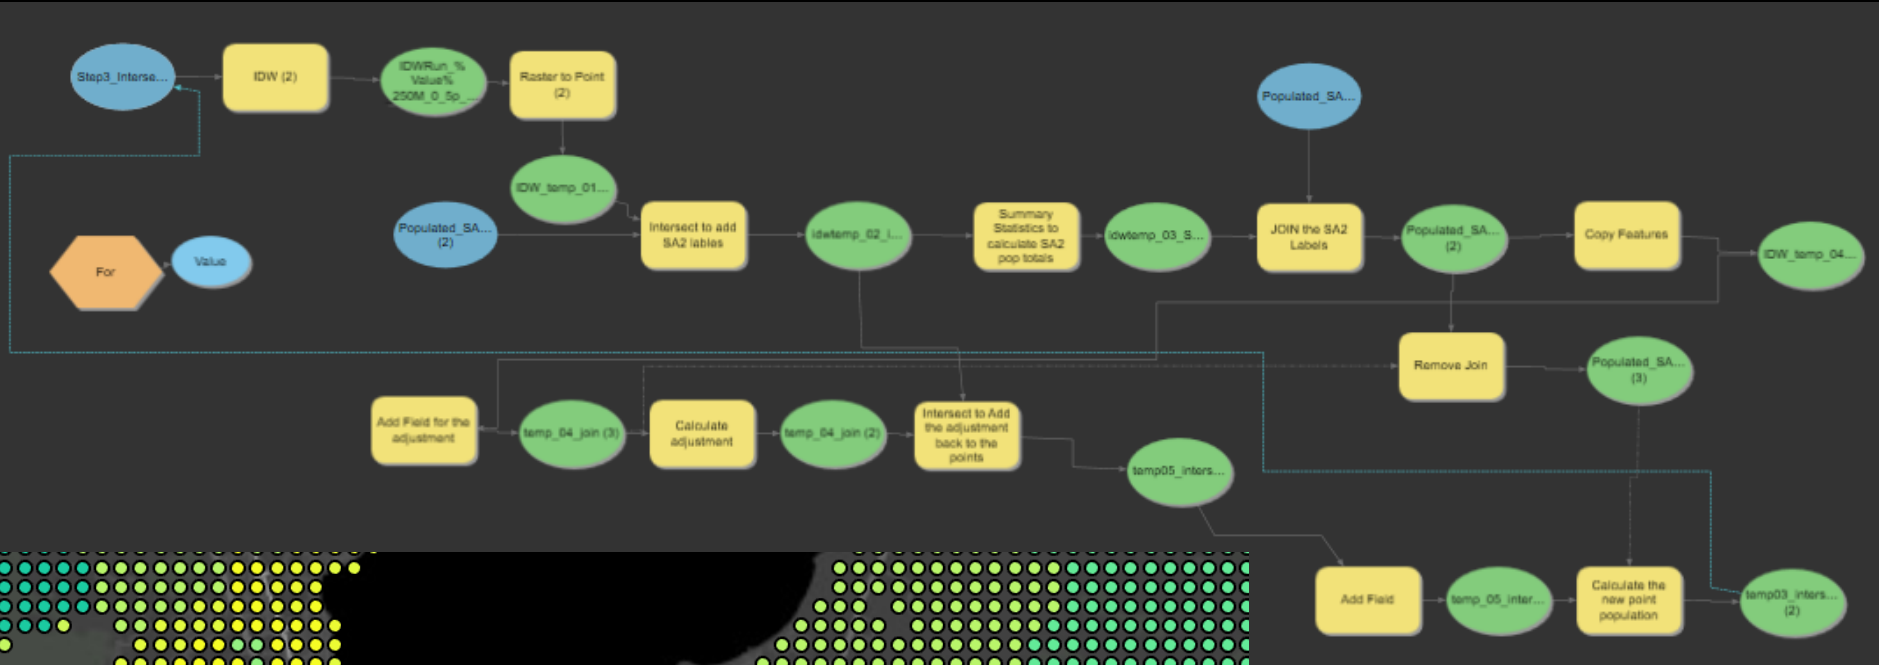 Step3_Interse...
IDW (2)
IDWRun_%
Value%
250M_0_5p_...
Raster to Point
(2)
Populated_SA...
IDW_temp_01...
Populated_SA...
(2)
Intersect to add
SA2 lables
idwtemp_02_i...
Summary
Statistics to
calculate SA2
pop totals
idwtemp_03_S...
JOIN the SA2
Labels
Populated_SA...
(2)
Copy Features
IDW_temp_04...
For
Value
Remove Join
Populated_SA...
(3)
Add Field for the
adjustment
temp_04_join (3)
Calculate
adjustment
temp_04_join (2)
Intersect to Add
the adjustment
back to the
points
temp05_inters...
Add Field
temp_05_inter...
Calculate the
new point
population
temp03_inters...
(2)